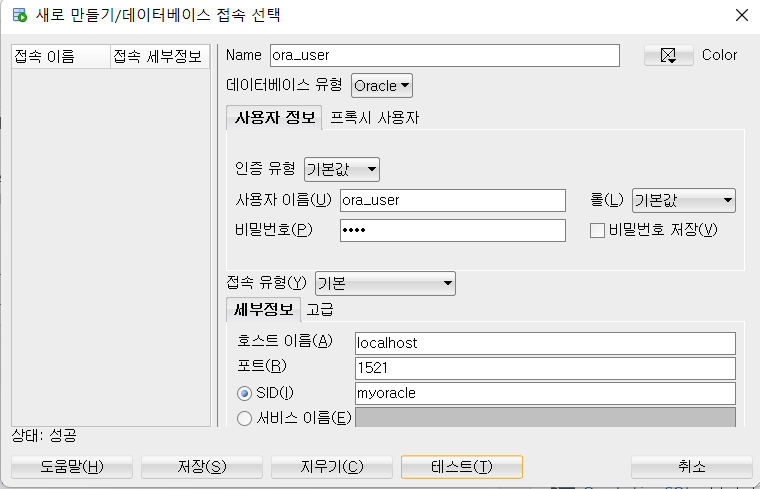 새로 만들기/데이터베이스 접속 선택
접속 이름 접속 세부정보
Name ora_user Color
데이터베이스 유형 Oracle
사용자 정보 프록시 사용자
인증 유형 기본값
사용자 이름(U) ora_user 롤(L) 기본값
비밀번호(P) •••• 비밀번호 저장(V)
접속 유형(Y) 기본
세부정보 고급
호스트 이름(A) localhost
포트(R) 1521
SID(I) myoracle
서비스 이름(E)
상태: 성공
도움말(H) 저장(S) 지우기(C) 테스트(T) 취소